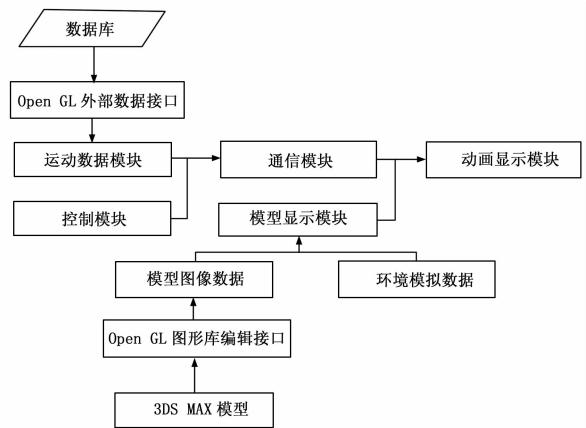 数据库
Open GL 外部数据接口
运动数据模块
通信模块
动画显示模块
控制模块
模型显示模块
模型图像数据
环境模拟数据
Open GL 图形库编辑接口
3DS MAX 模型